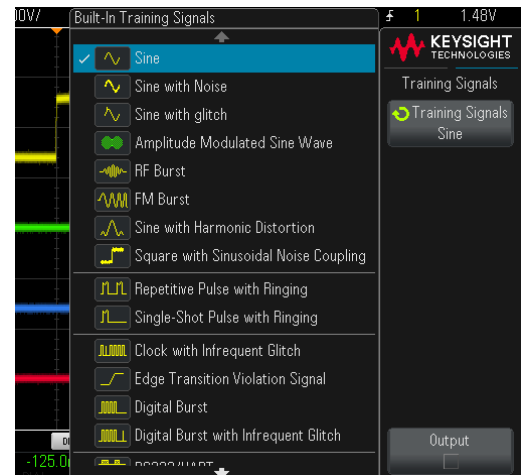 00V/
Built-In Training Signals
1
1.48V
KEYSIGHT
TECHNOLOGIES
Training Signals
Training Signals
Sine
Sine
Sine with Noise
Sine with glitch
Amplitude Modulated Sine Wave
RF Burst
FM Burst
Sine with Harmonic Distortion
Square with Sinusoidal Noise Coupling
Repetitive Pulse with Ringing
Single-Shot Pulse with Ringing
Clock with Infrequent Glitch
Edge Transition Violation Signal
Digital Burst
Digital Burst with Infrequent Glitch
RS232/UART
Output
-125.0